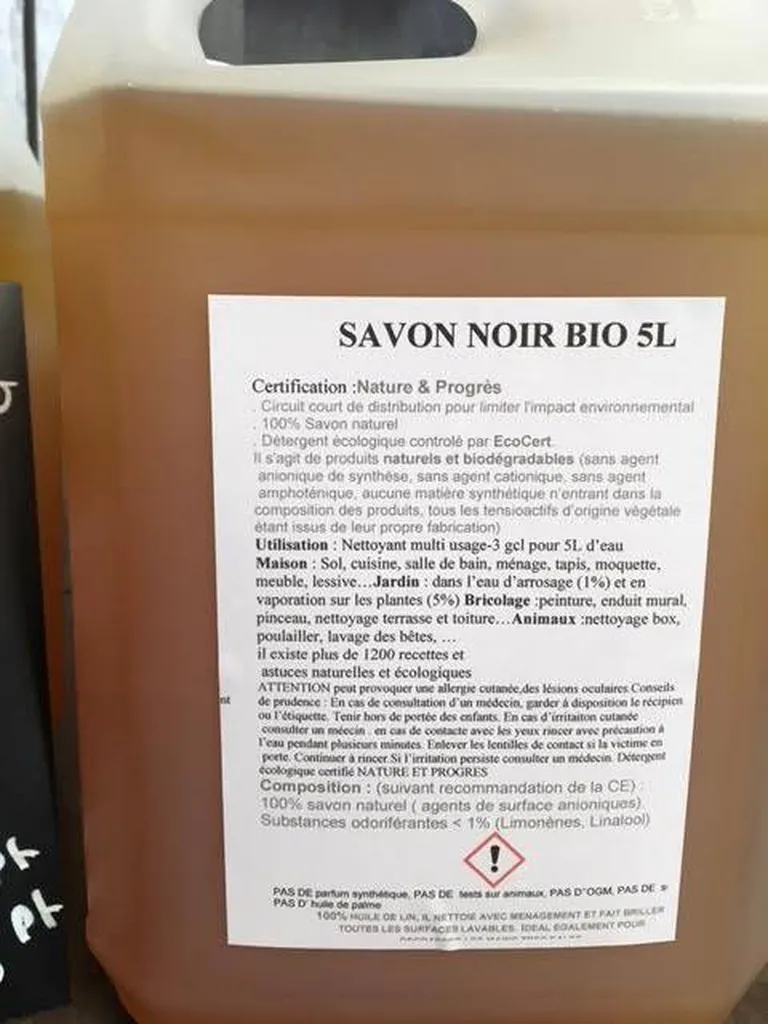 SAVON NOIR BIO 5L
Certification :Nature & Progrès
. Circuit court de distribution pour limiter l'impact environnemental
. 100% Savon naturel
. Détergent écologique controlé par EcoCert.
Il s'agit de produits naturels et biodégradables (sans agent
anionique de synthése, sans agent cationique, sans agent
amphoténique, aucune matière synthétique n'entrant dans la
composition des produits, tous les tensioactifs d'origine végétale
étant issus de leur propre fabrication)
Utilisation : Nettoyant multi usage-3 gcl pour 5L d'eau
Maison : Sol, cuisine, salle de bain, ménage, tapis, moquette,
meuble, lessive…Jardin : dans l'eau d'arrosage (1%) et en
vaporation sur les plantes (5%) Bricolage :peinture, enduit mural,
pinceau, nettoyage terrasse et toiture…Animaux :nettoyage box,
poulailler, lavage des bêtes, …
il existe plus de 1200 recettes et
astuces naturelles et écologiques
ATTENTION peut provoquer une allergie cutanée,des lésions oculaires.Conseils
nt de prudence : En cas de consultation d'un médecin, garder à disposition le récipien
ou l'étiquette. Tenir hors de portée des enfants. En cas d'irritaiton cutanée
consulter un méecin . en cas de contacte avec les yeux rincer avec précaution à
l'eau pendant plusieurs minutes. Enlever les lentilles de contact si la victime en
porte. Continuer à rincer.Si l'irritation persiste consulter un médecin. Détergent
écologique certifié NATURE ET PROGRES
Composition : (suivant recommandation de la CE) :
100% savon naturel ( agents de surface anioniques).
Substances odoriférantes < 1% (Limonènes, Linalool)
!
PAS DE parfum synthétique, PAS DE tests sur animaux, PAS D'OGM, PAS DE
PAS D' huile de palme
100% HUILE DE LIN, IL NETTOIE AVEC MENAGEMENT ET FAIT BRILLER
TOUTES LES SURFACES LAVABLES. IDEAL EGALEMENT POUR
pk
pk